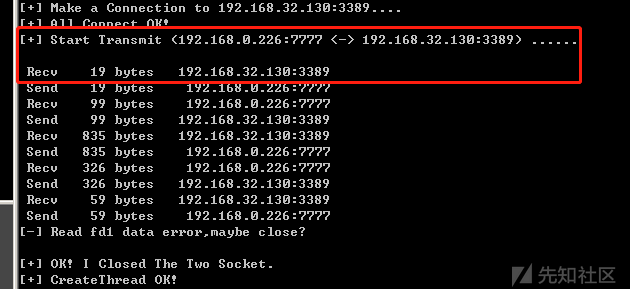 [+] Make a Connection to 192.168.32.130:3389....
[+] All Connect OK!
[+] Start Transmit (192.168.0.226:7777 <-> 192.168.32.130:3389) ......
Recv 19 bytes 192.168.32.130:3389
Send 19 bytes 192.168.0.226:7777
Recv 99 bytes 192.168.0.226:7777
Send 99 bytes 192.168.32.130:3389
Recv 835 bytes 192.168.32.130:3389
Send 835 bytes 192.168.0.226:7777
Recv 326 bytes 192.168.0.226:7777
Send 326 bytes 192.168.32.130:3389
Recv 59 bytes 192.168.32.130:3389
Send 59 bytes 192.168.0.226:7777
[-] Read fd1 data error,maybe close?
[+] OK! I Closed The Two Socket.
[+] CreateThread OK!
先知社区